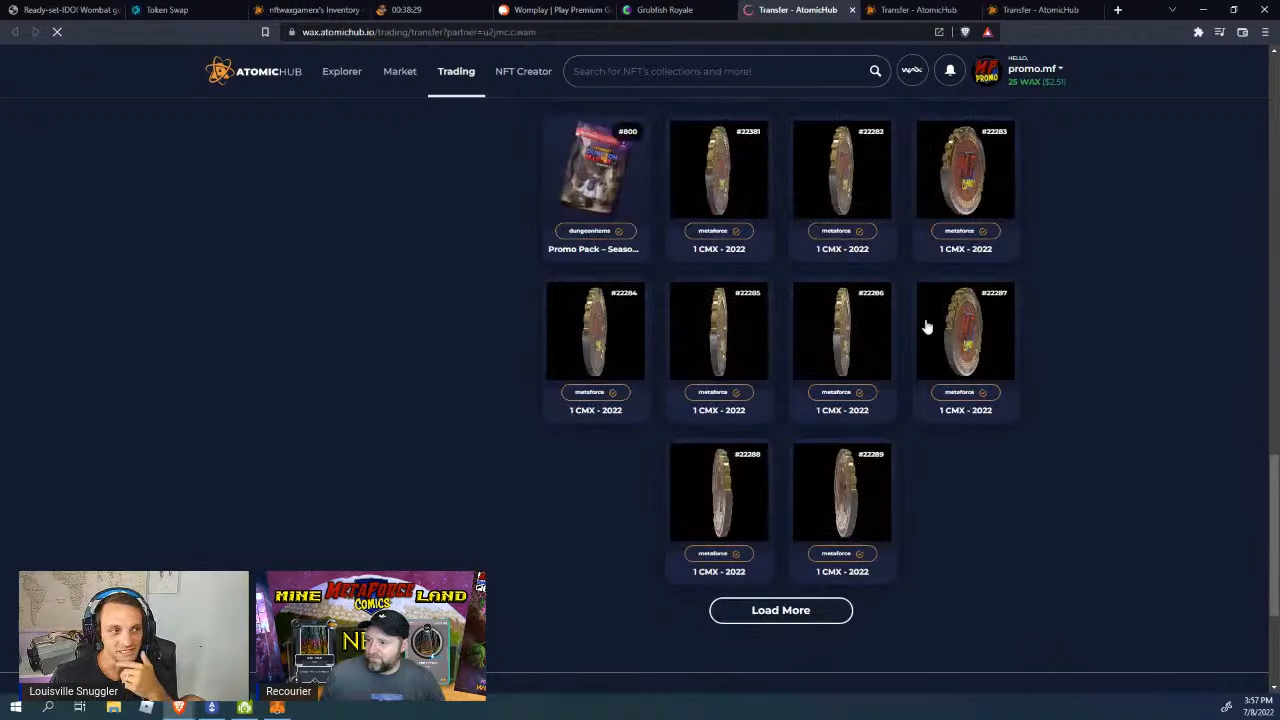 Ready-set-IDO! Wombat ga
Token Swap
nftwaxgamerx's Inventory -
00:38:29
Womplay | Play Premium G
Grubfish Royale
Transfer - AtomicHub
Transfer - AtomicHub
Transfer - AtomicHub
wax.atomichub.io/trading/transfer?partner=u2jmc.c.wam
ATOMICHUB
Explorer
Market
Trading
NFT Creator
Search for NFT's collections and more!
WAX
HELLO,
promo.mf
25 WAX ($2.51)
MF
PROMO
#800
#22381
#22282
#22283
dungeonitems
metaforce
metaforce
metaforce
Promo Pack – Seaso...
1 CMX - 2022
1 CMX - 2022
1 CMX - 2022
#22284
#22285
#22286
#22287
metaforce
metaforce
metaforce
metaforce
1 CMX - 2022
1 CMX - 2022
1 CMX - 2022
1 CMX - 2022
#22288
#22289
metaforce
metaforce
1 CMX - 2022
1 CMX - 2022
Load More
MINE
METAFORCE
COMICS
LAND
Louisville Snuggler
Recourier
3:57 PM
7/8/2022